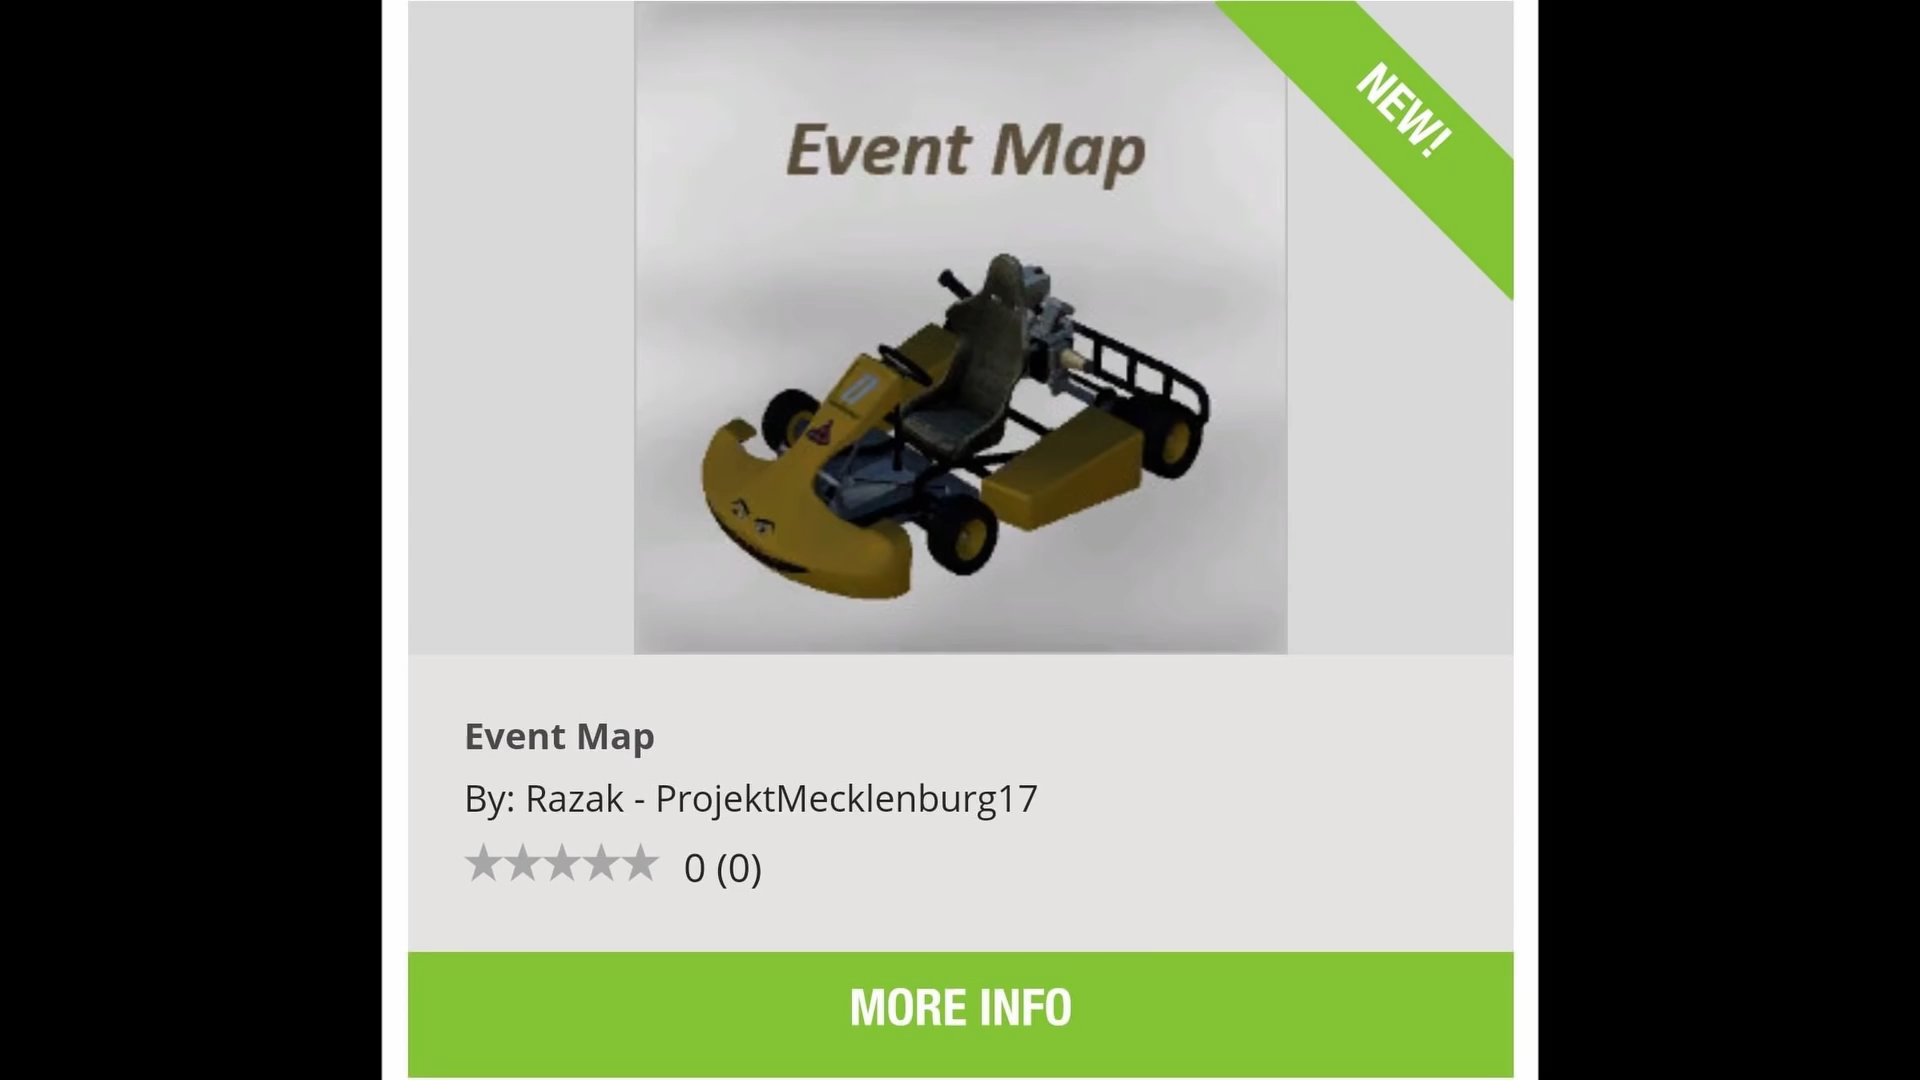 NEW!
Event Map
Event Map
By: Razak - ProjektMecklenburg17
0 (0)
MORE INFO